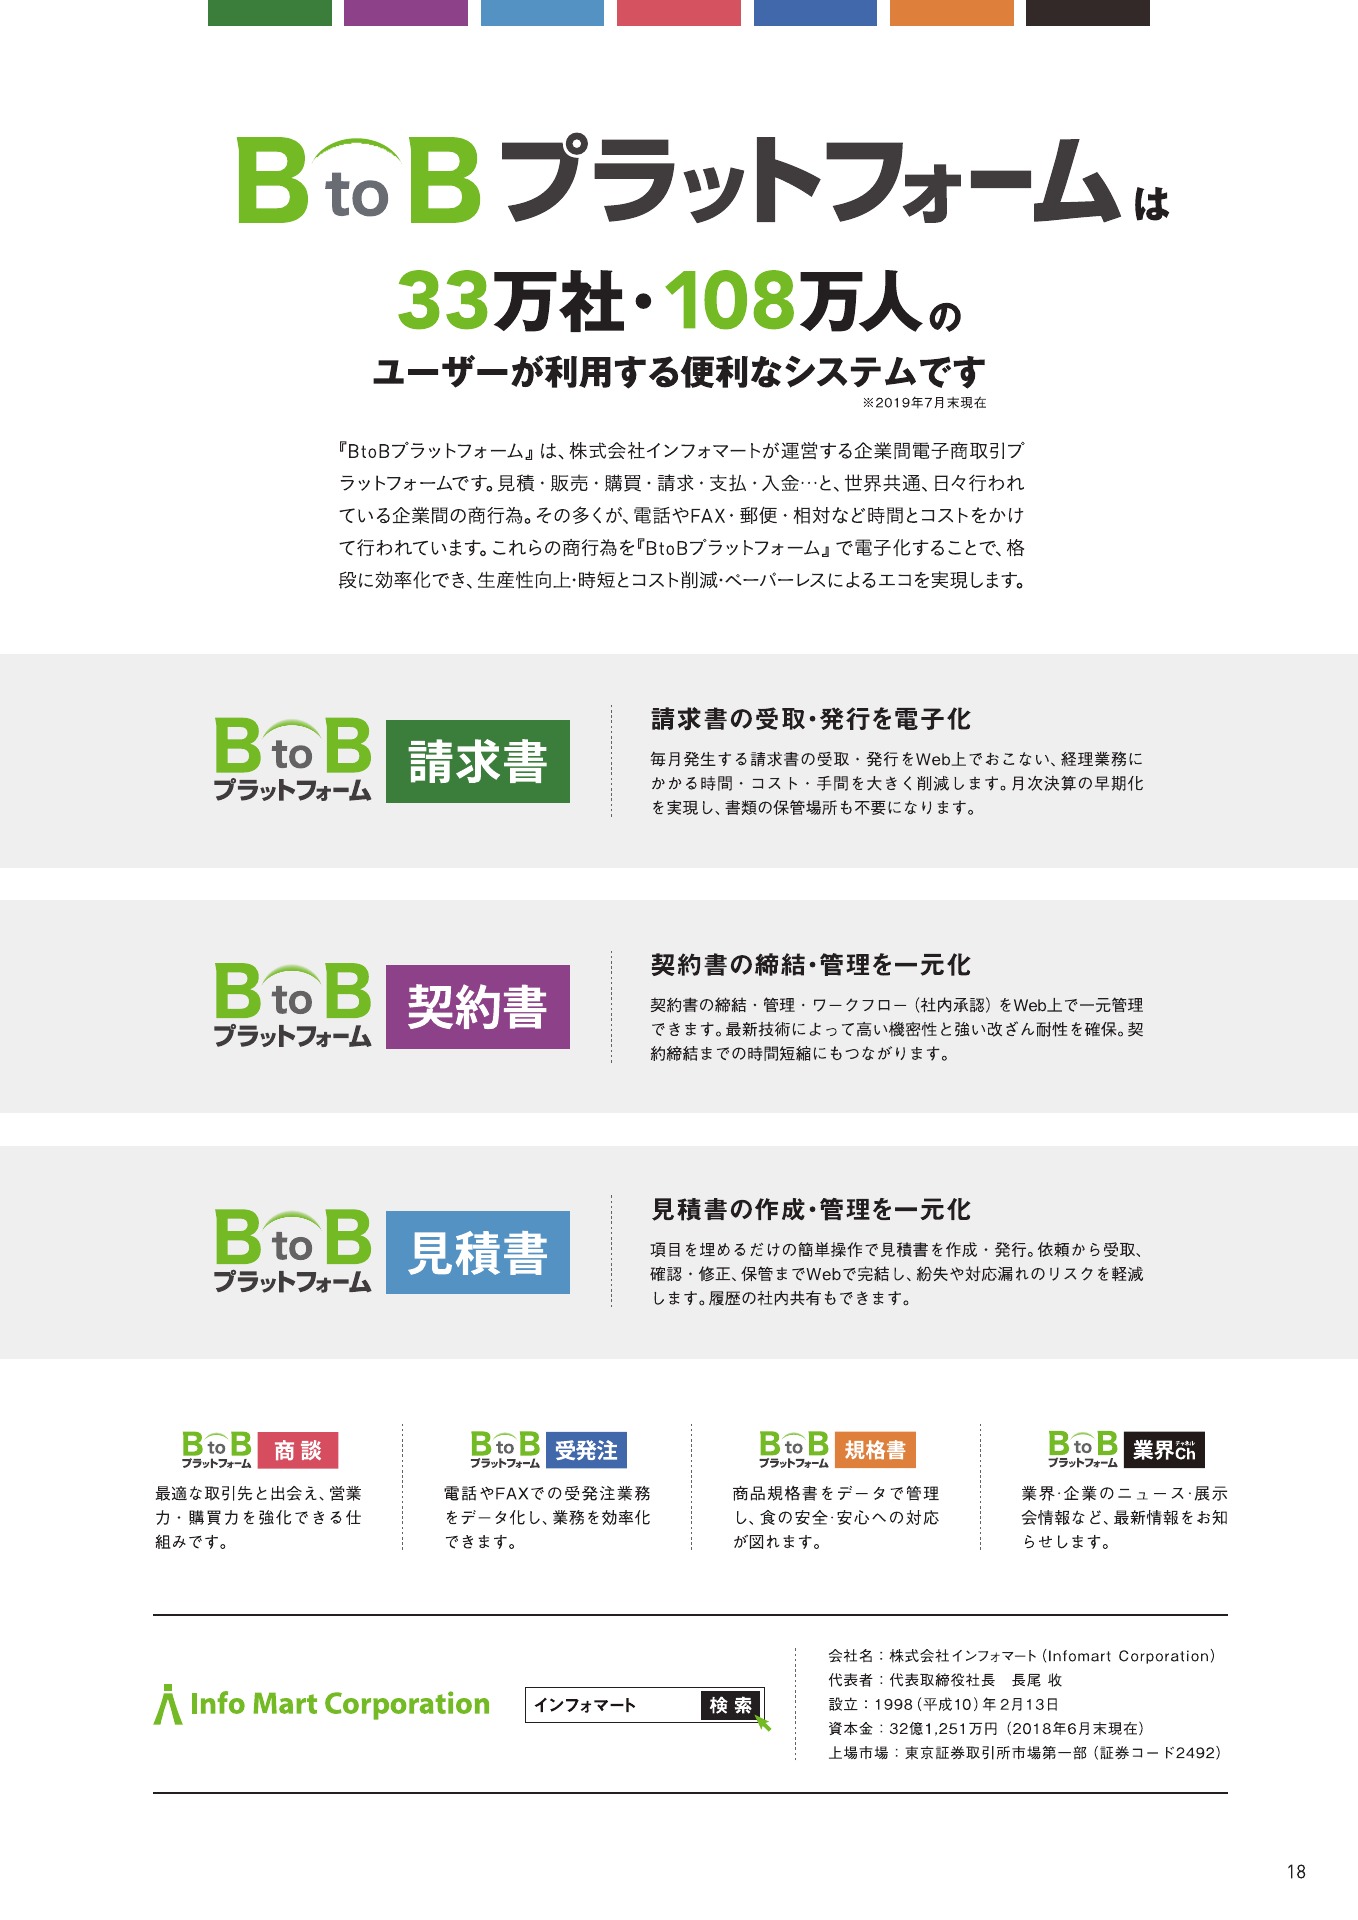 BtoBプラットフォームは
33万社・108万人の
ユーザーが利用する便利なシステムです
※2019年7月末現在
『BtoBプラットフォーム』は、株式会社インフォマートが運営する企業間電子商取引プ
ラットフォームです。見積・販売・購買・請求・支払・入金…と、世界共通、日々行われ
ている企業間の商行為。その多くが、電話やFAX・郵便・相対など時間とコストをかけ
て行われています。これらの商行為を『BtoBプラットフォーム』で電子化することで、格
段に効率化でき、生産性向上・時短とコスト削減・ペーパーレスによるエコを実現します。
BtoB
プラットフォーム
請求書
請求書の受取・発行を電子化
毎月発生する請求書の受取・発行をWeb上でおこない、経理業務に
かかる時間・コスト・手間を大きく削減します。月次決算の早期化
を実現し、書類の保管場所も不要になります。
BtoB
プラットフォーム
契約書
契約書の締結・管理を一元化
契約書の締結・管理・ワークフロー（社内承認）をWeb上で一元管理
できます。最新技術によって高い機密性と強い改ざん耐性を確保。契
約締結までの時間短縮にもつながります。
BtoB
プラットフォーム
見積書
見積書の作成・管理を一元化
項目を埋めるだけの簡単操作で見積書を作成・発行。依頼から受取、
確認・修正、保管までWebで完結し、紛失や対応漏れのリスクを軽減
します。履歴の社内共有もできます。
BtoB
プラットフォーム
商談
最適な取引先と出会え、営業
力・購買力を強化できる仕
組みです。
BtoB
プラットフォーム
受発注
電話やFAXでの受発注業務
をデータ化し、業務を効率化
できます。
BtoB
プラットフォーム
規格書
商品規格書をデータで管理
し、食の安全・安心への対応
が図れます。
BtoB
プラットフォーム
業界Ch
チャネル
業界・企業のニュース・展示
会情報など、最新情報をお知
らせします。
Info Mart Corporation
インフォマート
検索
会社名：株式会社インフォマート（Infomart Corporation）
代表者：代表取締役社長　長尾 收
設立：1998（平成10）年2月13日
資本金：32億1,251万円（2018年6月末現在）
上場市場：東京証券取引所市場第一部（証券コード2492）
18